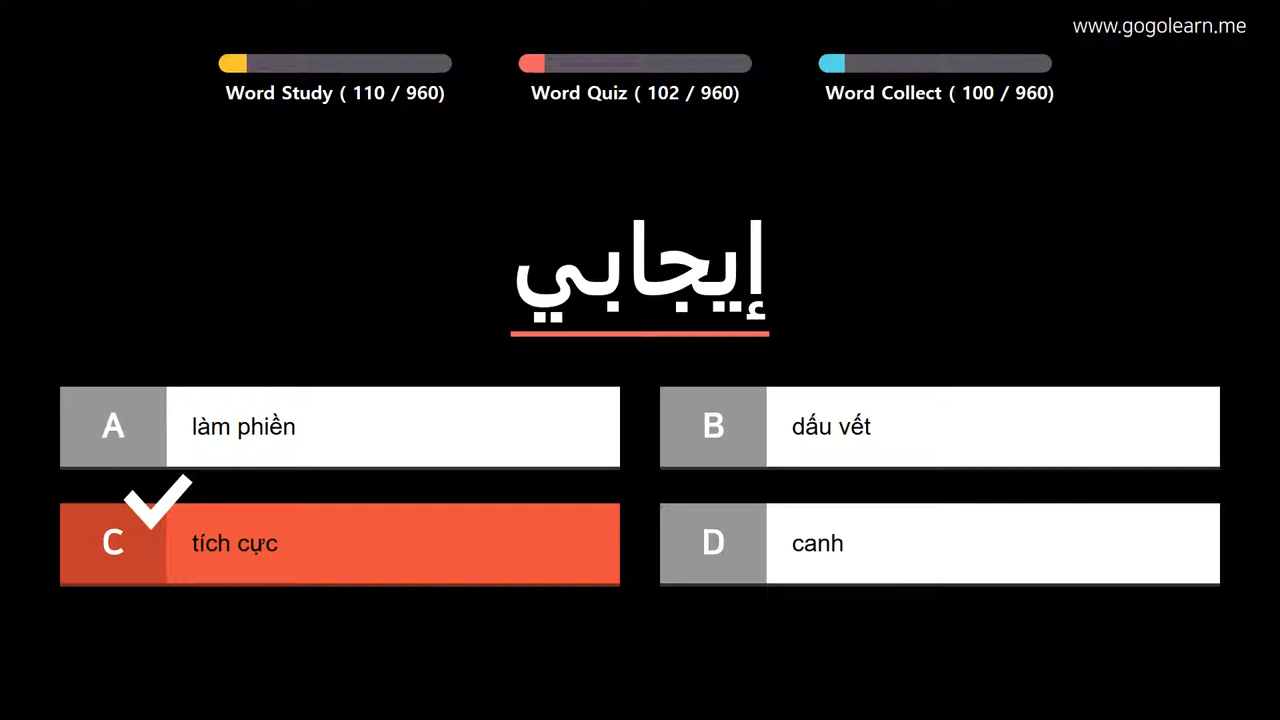 www.gogolearn.me
Word Study ( 110 / 960)
Word Quiz ( 102 / 960)
Word Collect ( 100 / 960)
إيجابي
A làm phiền
B dấu vết
C tích cực
D canh